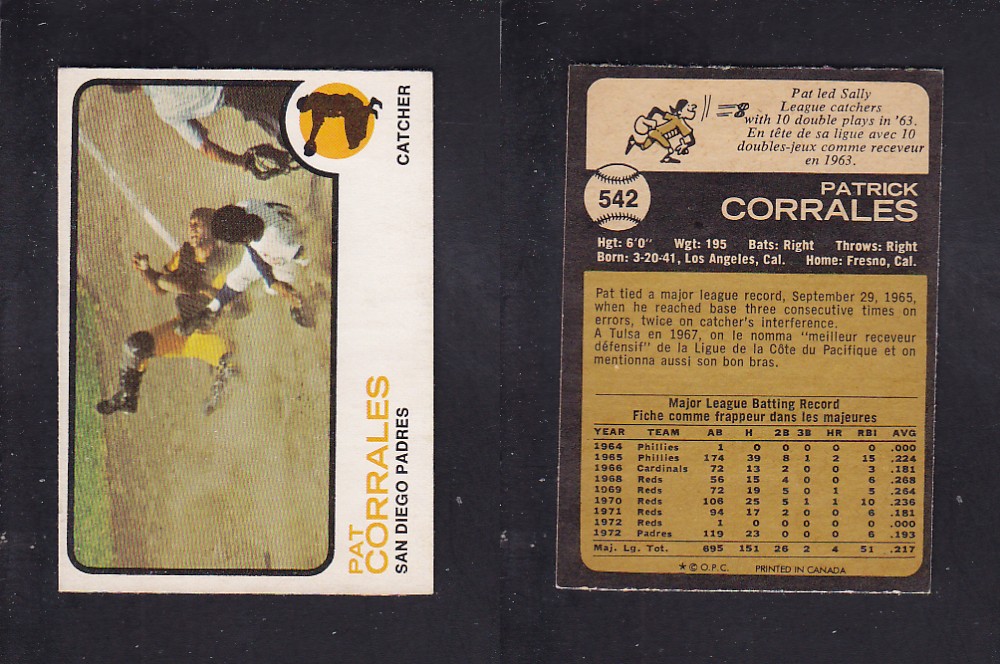 CATCHER
PAT
CORRALES
SAN DIEGO PADRES
Pat led Sally
League catchers
with 10 double plays in '63.
En tête de sa ligue avec 10
doubles-jeux comme receveur
en 1963.
542
PATRICK
CORRALES
Hgt: 6'0" Wgt: 195 Bats: Right Throws: Right
Born: 3-20-41, Los Angeles, Cal. Home: Fresno, Cal.
Pat tied a major league record, September 29, 1965,
when he reached base three consecutive times on
errors, twice on catcher's interference.
A Tulsa en 1967, on le nomma "meilleur receveur
défensif" de la Ligue de la Côte du Pacifique et on
mentionna aussi son bon bras.
Major League Batting Record
Fiche comme frappeur dans les majeures
YEAR TEAM AB H 2B 3B HR RBI AVG
1964 Phillies 1 0 0 0 0 0 .000
1965 Phillies 174 39 8 1 2 15 .224
1966 Cardinals 72 13 2 0 0 3 .181
1968 Reds 56 15 4 0 0 6 .268
1969 Reds 72 19 5 0 1 5 .264
1970 Reds 106 25 5 1 1 10 .236
1971 Reds 94 17 2 0 0 6 .181
1972 Reds 1 0 0 0 0 0 .000
1972 Padres 119 23 0 0 0 6 .193
Maj. Lg. Tot. 695 151 26 2 4 51 .217
★ © O.P.C. PRINTED IN CANADA